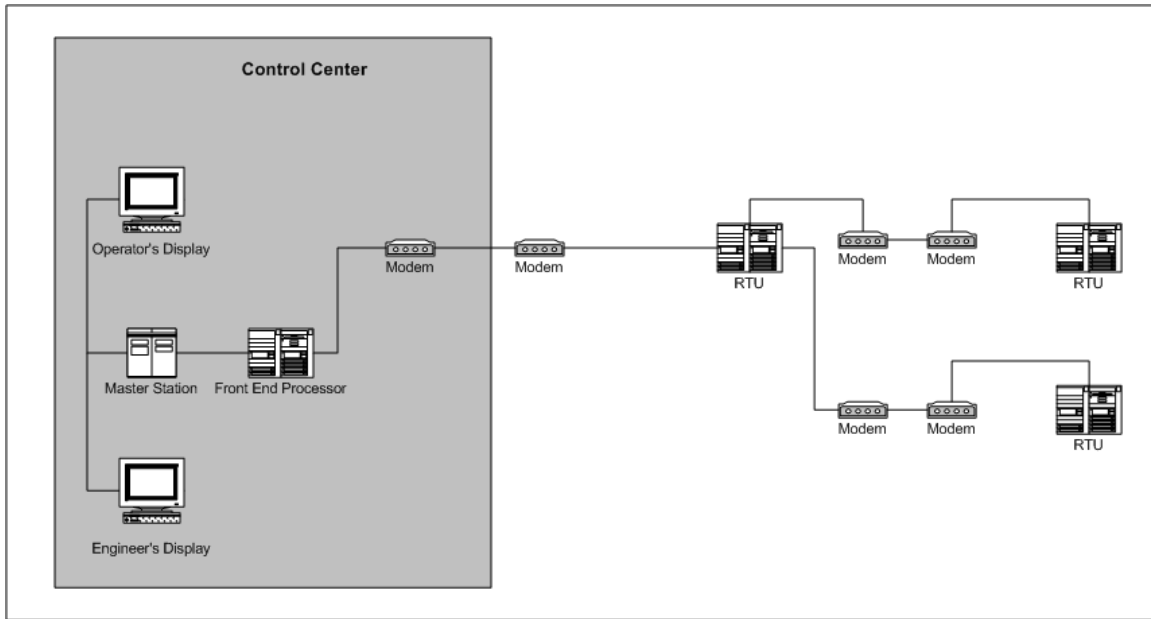 Control Center
Operator's Display
Modem
Modem
RTU
Modem
Modem
RTU
Master Station
Front End Processor
Modem
Modem
RTU
Engineer's Display